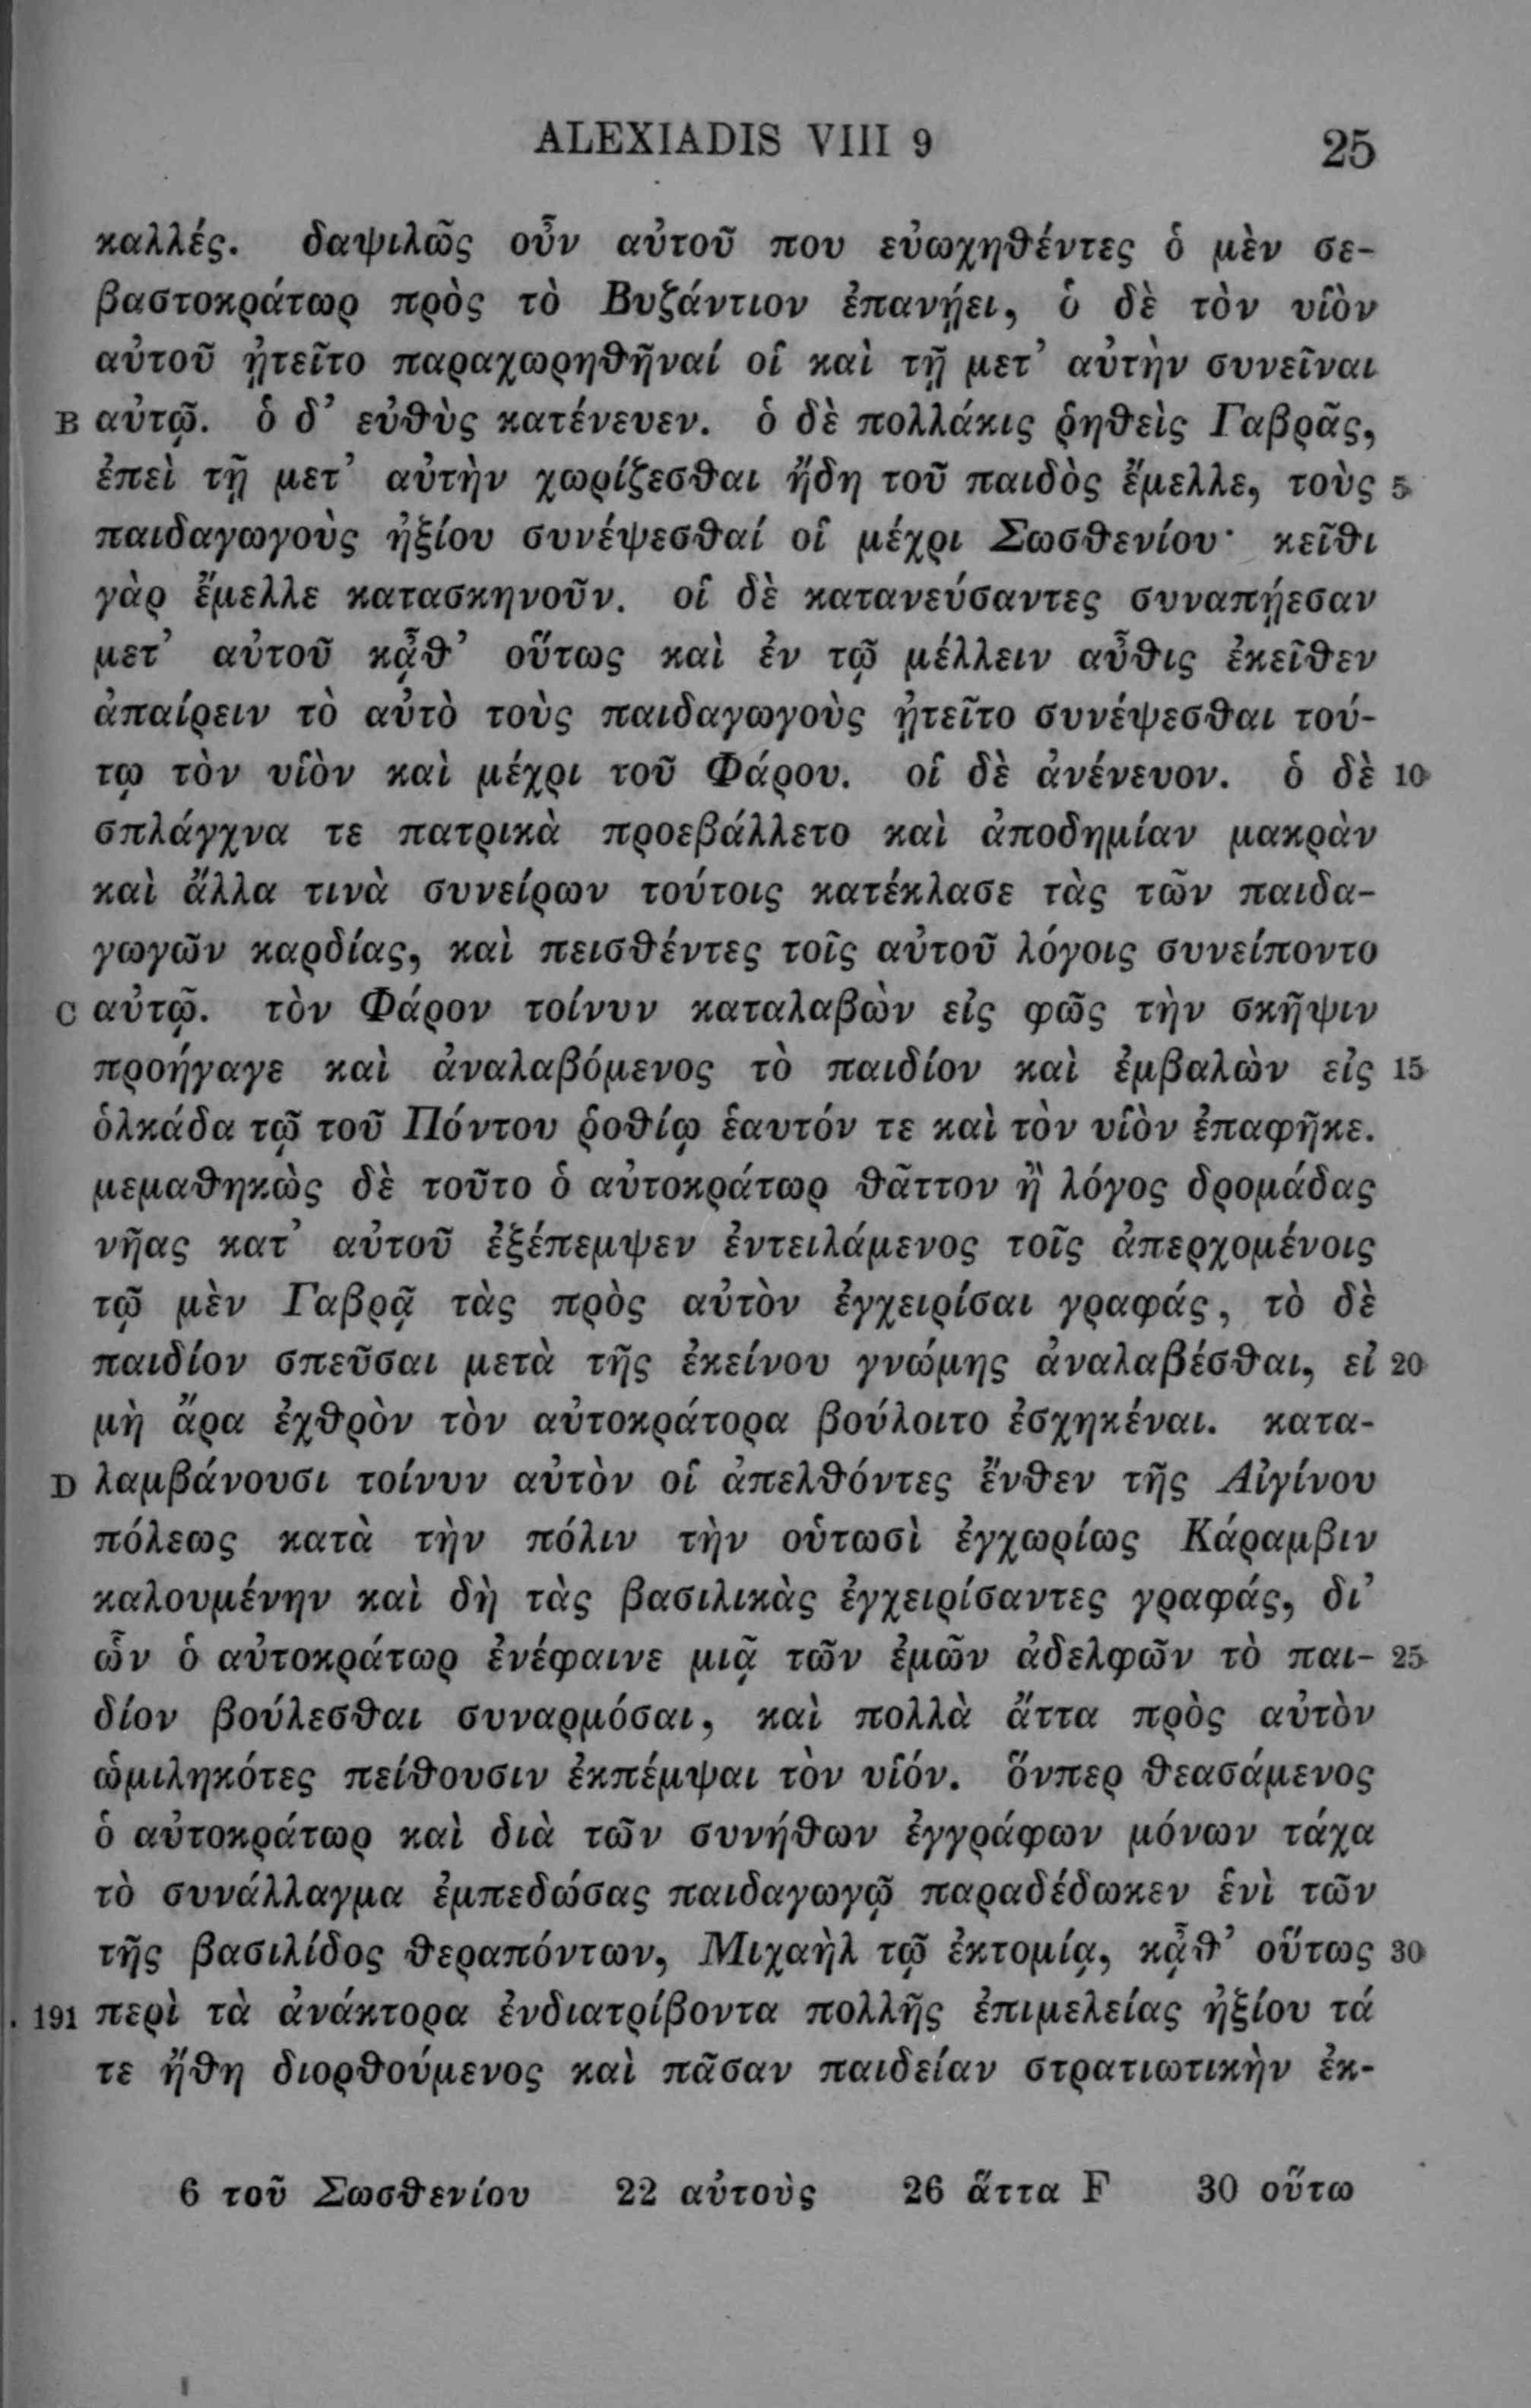 ALEXIADIS VIII 9 25
καλλές. δαψιλῶς οὖν αὐτοῦ που εὐωχηθέντες ὁ μὲν σε-
βαστοκράτωρ πρὸς τὸ Βυζάντιον ἐπανῄει, ὁ δὲ τὸν υἱὸν
αὐτοῦ ᾐτεῖτο παραχωρηθῆναί οἱ καὶ τῇ μετ’ αὐτὴν συνεῖναι
B αὐτῷ. ὁ δ’ εὐθὺς κατένευεν. ὁ δὲ πολλάκις ῥηθεὶς Γαβρᾶς,
ἐπεὶ τῇ μετ’ αὐτὴν χωρίζεσθαι ἤδη τοῦ παιδὸς ἔμελλε, τοὺς 5
παιδαγωγοὺς ἠξίου συνέψεσθαί οἱ μέχρι Σωσθενίου· κεῖθι
γὰρ ἔμελλε κατασκηνοῦν. οἱ δὲ κατανεύσαντες συναπῄεσαν
μετ’ αὐτοῦ κᾆθ’ οὕτως καὶ ἐν τῷ μέλλειν αὖθις ἐκεῖθεν
ἀπαίρειν τὸ αὐτὸ τοὺς παιδαγωγοὺς ᾐτεῖτο συνέψεσθαι τού-
τῳ τὸν υἱὸν καὶ μέχρι τοῦ Φάρου. οἱ δὲ ἀνένευον. ὁ δὲ 10
σπλάγχνα τε πατρικὰ προεβάλλετο καὶ ἀποδημίαν μακρὰν
καὶ ἄλλα τινὰ συνείρων τούτοις κατέκλασε τὰς τῶν παιδα-
γωγῶν καρδίας, καὶ πεισθέντες τοῖς αὐτοῦ λόγοις συνείποντο
C αὐτῷ. τὸν Φάρον τοίνυν καταλαβὼν εἰς φῶς τὴν σκῆψιν
προήγαγε καὶ ἀναλαβόμενος τὸ παιδίον καὶ ἐμβαλὼν εἰς 15
ὁλκάδα τῷ τοῦ Πόντου ῥοθίῳ ἑαυτόν τε καὶ τὸν υἱὸν ἐπαφῆκε.
μεμαθηκὼς δὲ τοῦτο ὁ αὐτοκράτωρ θᾶττον ἢ λόγος δρομάδας
νῆας κατ’ αὐτοῦ ἐξέπεμψεν ἐντειλάμενος τοῖς ἀπερχομένοις
τῷ μὲν Γαβρᾷ τὰς πρὸς αὐτὸν ἐγχειρίσαι γραφάς, τὸ δὲ
παιδίον σπεῦσαι μετὰ τῆς ἐκείνου γνώμης ἀναλαβέσθαι, εἰ 20
μὴ ἄρα ἐχθρὸν τὸν αὐτοκράτορα βούλοιτο ἐσχηκέναι. κατα-
D λαμβάνουσι τοίνυν αὐτὸν οἱ ἀπελθόντες ἔνθεν τῆς Αἰγίνου
πόλεως κατὰ τὴν πόλιν τὴν οὑτωσὶ ἐγχωρίως Κάραμβιν
καλουμένην καὶ δὴ τὰς βασιλικὰς ἐγχειρίσαντες γραφάς, δι’
ὧν ὁ αὐτοκράτωρ ἐνέφαινε μιᾷ τῶν ἐμῶν ἀδελφῶν τὸ παι- 25
δίον βούλεσθαι συναρμόσαι, καὶ πολλὰ ἄττα πρὸς αὐτὸν
ὡμιληκότες πείθουσιν ἐκπέμψαι τὸν υἱόν. ὅνπερ θεασάμενος
ὁ αὐτοκράτωρ καὶ διὰ τῶν συνήθων ἐγγράφων μόνων τάχα
τὸ συνάλλαγμα ἐμπεδώσας παιδαγωγῷ παραδέδωκεν ἑνὶ τῶν
τῆς βασιλίδος θεραπόντων, Μιχαὴλ τῷ ἐκτομίᾳ, κᾆθ’ οὕτως 30
191 περὶ τὰ ἀνάκτορα ἐνδιατρίβοντα πολλῆς ἐπιμελείας ἠξίου τά
τε ἤθη διορθούμενος καὶ πᾶσαν παιδείαν στρατιωτικὴν ἐκ-
6 τοῦ Σωσθενίου 22 αὐτοὺς 26 ἅττα F 30 οὕτω